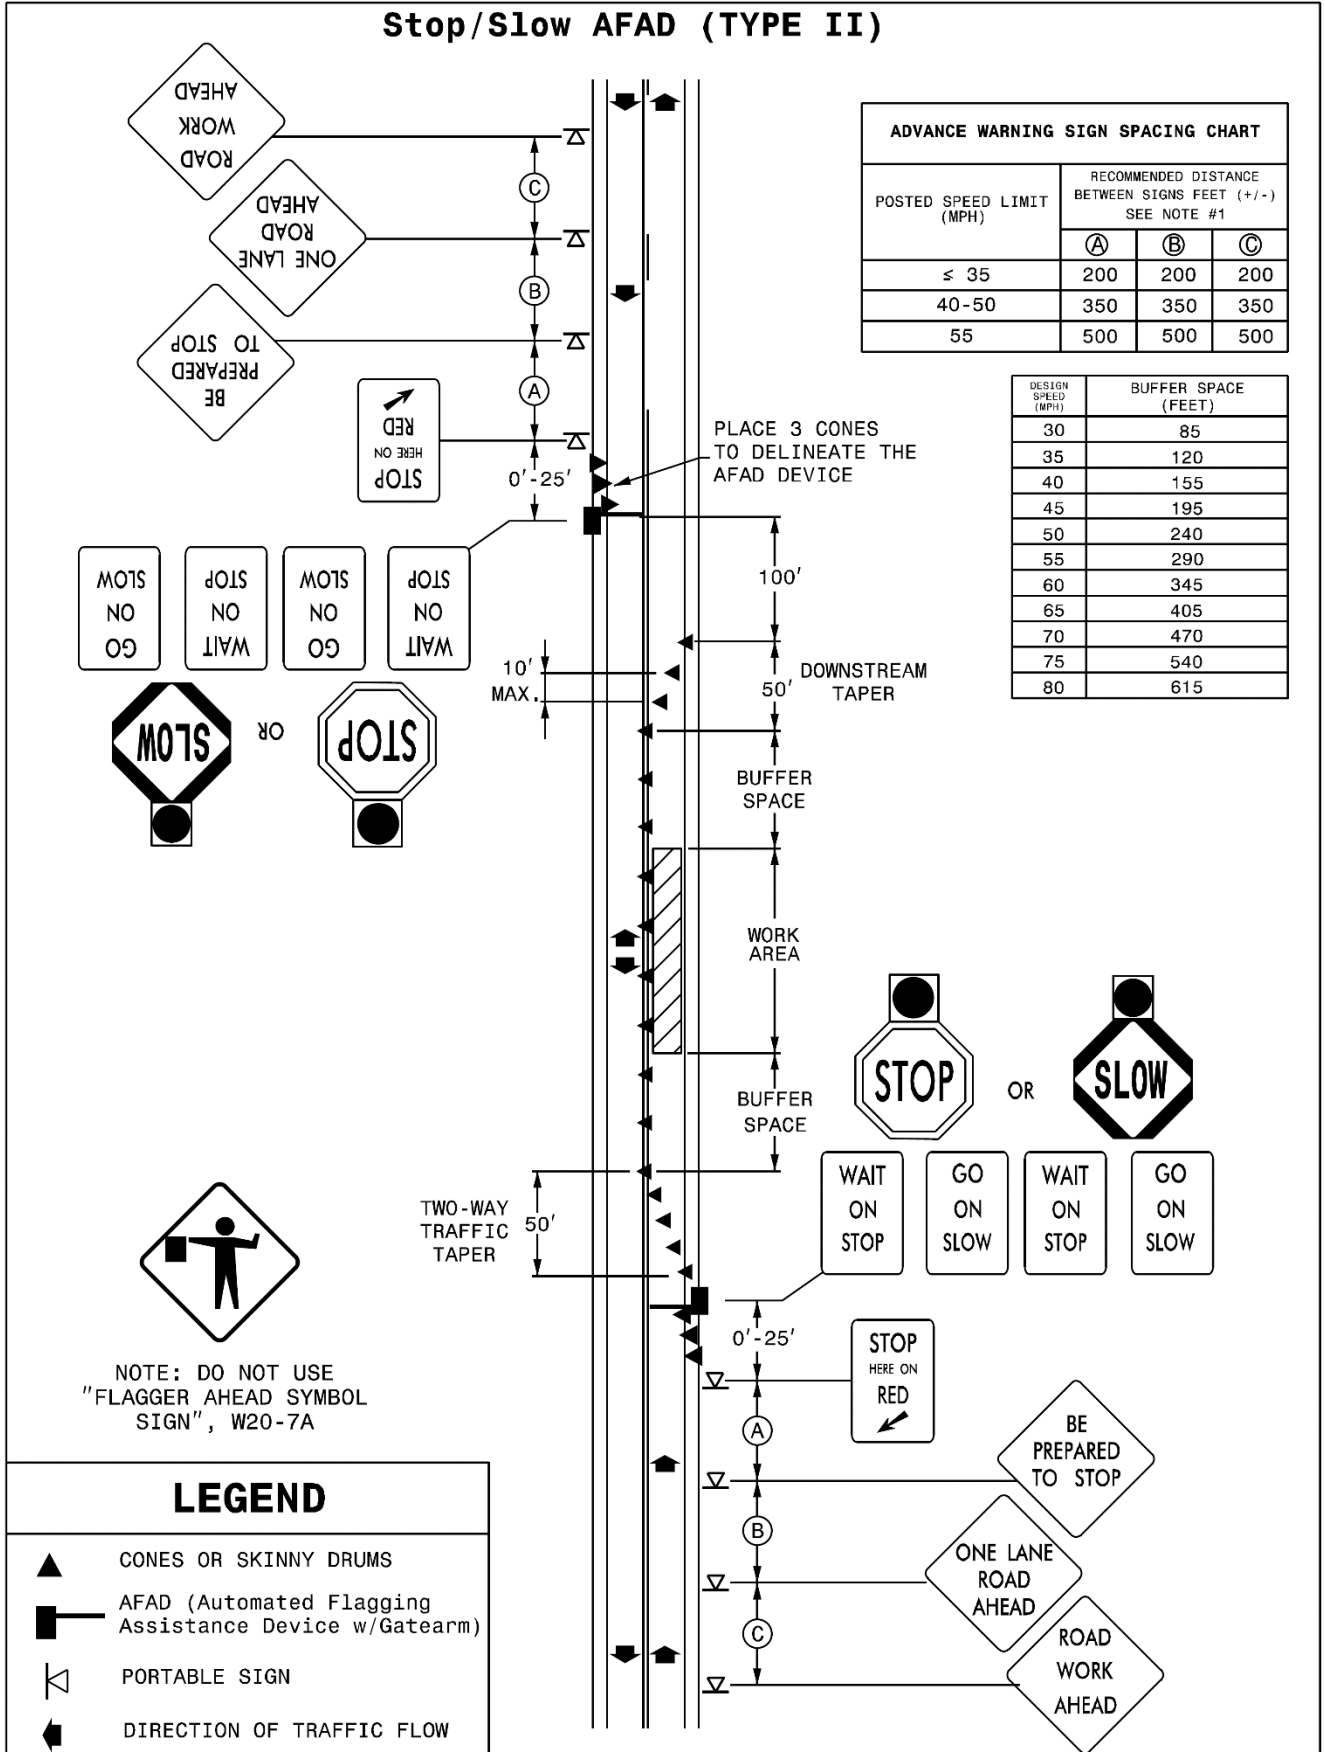 Stop/Slow AFAD (TYPE II)
ROAD
WORK
AHEAD
ONE LANE
ROAD
AHEAD
BE
PREPARED
TO STOP
STOP
HERE ON
RED
C
B
A
0'-25'
PLACE 3 CONES
TO DELINEATE THE
AFAD DEVICE
ADVANCE WARNING SIGN SPACING CHART
POSTED SPEED LIMIT
(MPH)
RECOMMENDED DISTANCE
BETWEEN SIGNS FEET (+/-)
SEE NOTE #1
A B C
≤ 35 200 200 200
40-50 350 350 350
55 500 500 500
DESIGN
SPEED
(MPH)
BUFFER SPACE
(FEET)
30 85
35 120
40 155
45 195
50 240
55 290
60 345
65 405
70 470
75 540
80 615
GO
ON
SLOW
WAIT
ON
STOP
GO
ON
SLOW
WAIT
ON
STOP
SLOW
OR
STOP
100'
10'
MAX.
50'
DOWNSTREAM
TAPER
BUFFER
SPACE
WORK
AREA
BUFFER
SPACE
TWO-WAY
TRAFFIC
TAPER
50'
STOP
OR
SLOW
WAIT
ON
STOP
GO
ON
SLOW
WAIT
ON
STOP
GO
ON
SLOW
0'-25'
STOP
HERE ON
RED
A
B
C
BE
PREPARED
TO STOP
ONE LANE
ROAD
AHEAD
ROAD
WORK
AHEAD
NOTE: DO NOT USE
"FLAGGER AHEAD SYMBOL
SIGN", W20-7A
LEGEND
CONES OR SKINNY DRUMS
AFAD (Automated Flagging
Assistance Device w/Gatearm)
PORTABLE SIGN
DIRECTION OF TRAFFIC FLOW